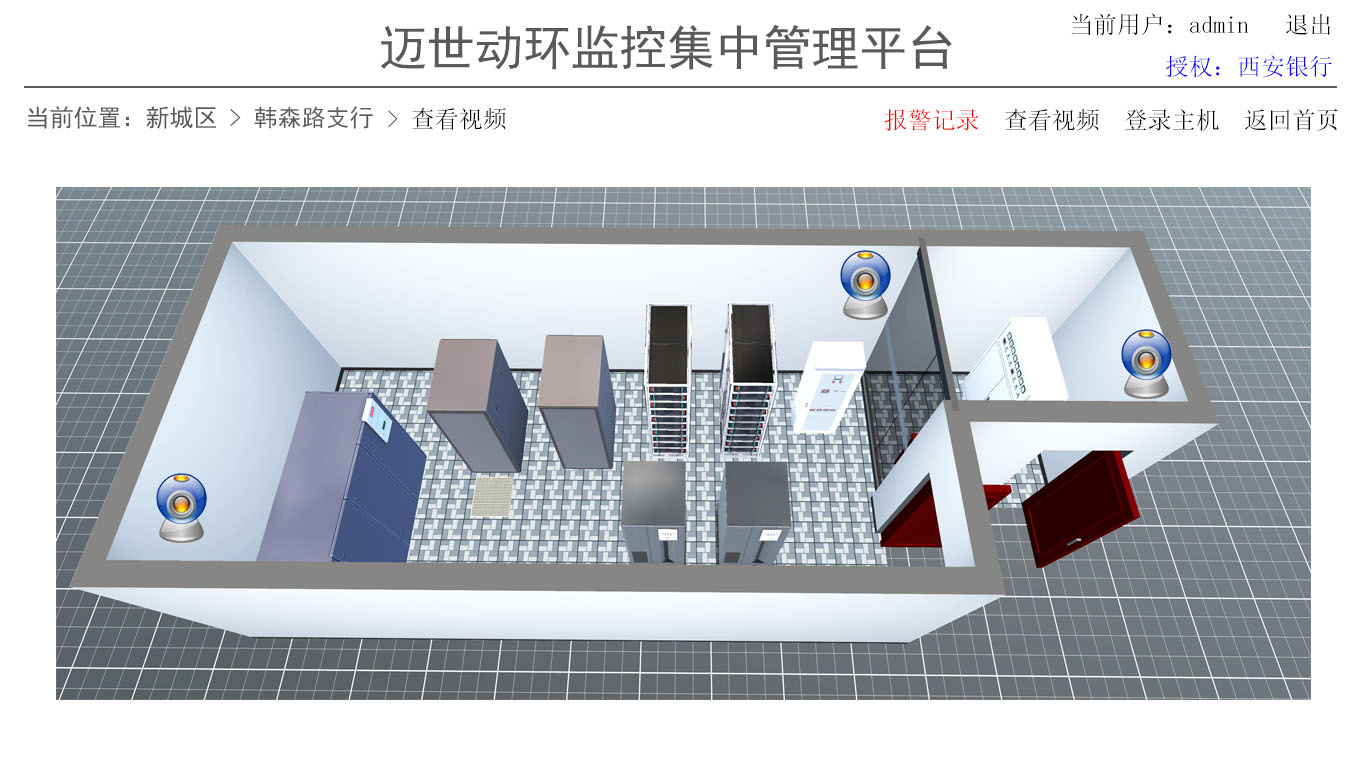 迈世动环监控集中管理平台
当前用户：admin 退出
授权：西安银行
当前位置：新城区 > 韩森路支行 > 查看视频
报警记录 查看视频 登录主机 返回首页